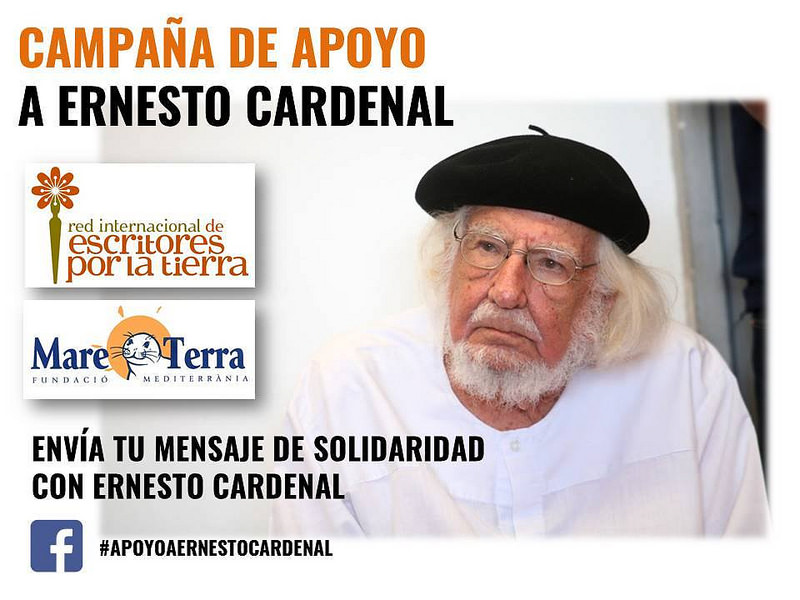 CAMPAÑA DE APOYO
A ERNESTO CARDENAL
red internacional de
escritores
por la tierra
Mare Terra
FUNDACIÓ MEDITERRÀNIA
ENVÍA TU MENSAJE DE SOLIDARIDAD
CON ERNESTO CARDENAL
f
#APOYOAERNESTOCARDENAL